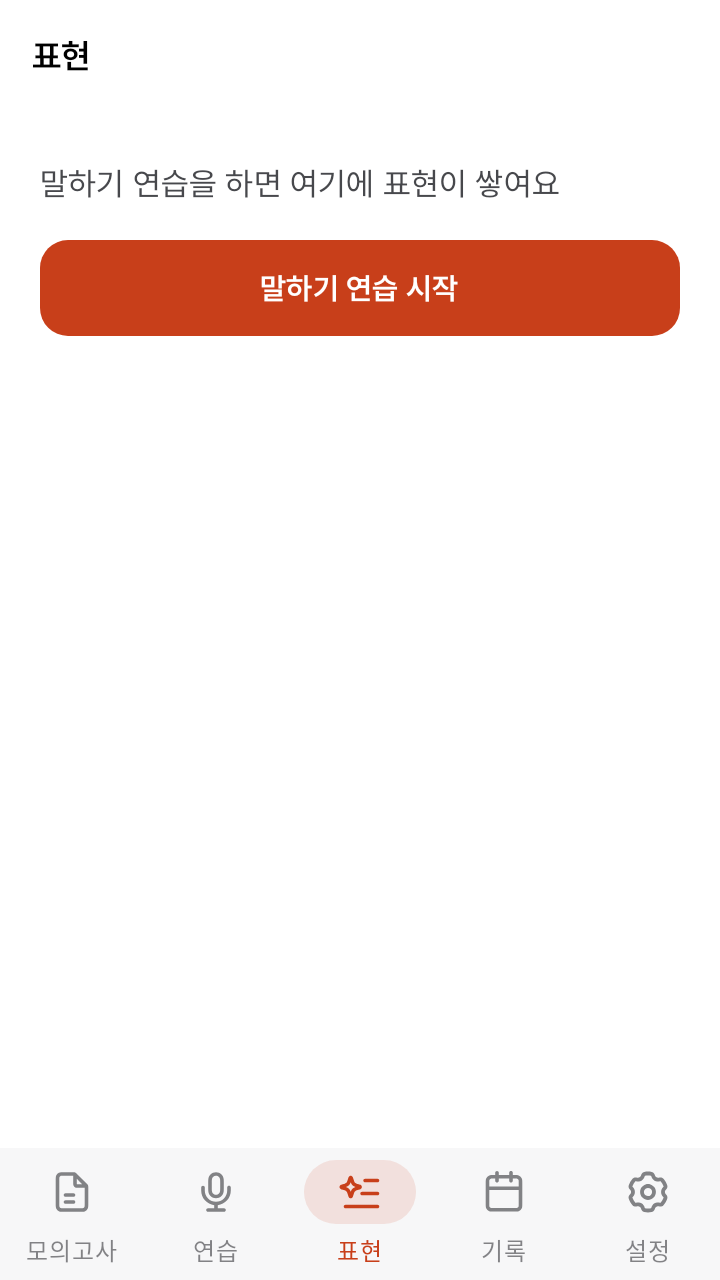 표현
말하기 연습을 하면 여기에 표현이 쌓여요
말하기 연습 시작
모의고사
연습
표현
기록
설정